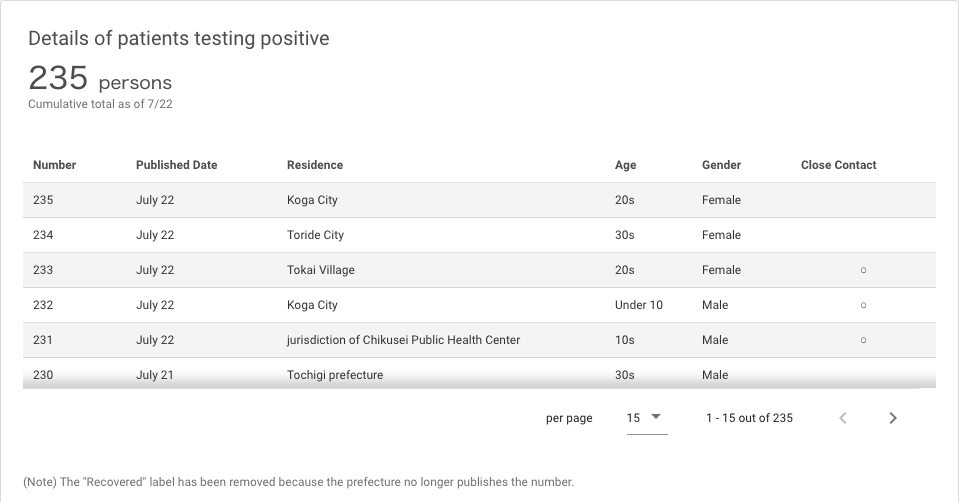 Details of patients testing positive
235 persons
Cumulative total as of 7/22
Number Published Date Residence Age Gender Close Contact
235 July 22 Koga City 20s Female
234 July 22 Toride City 30s Female
233 July 22 Tokai Village 20s Female ○
232 July 22 Koga City Under 10 Male ○
231 July 22 jurisdiction of Chikusei Public Health Center 10s Male ○
230 July 21 Tochigi prefecture 30s Male
per page 15 1 - 15 out of 235
(Note) The "Recovered" label has been removed because the prefecture no longer publishes the number.